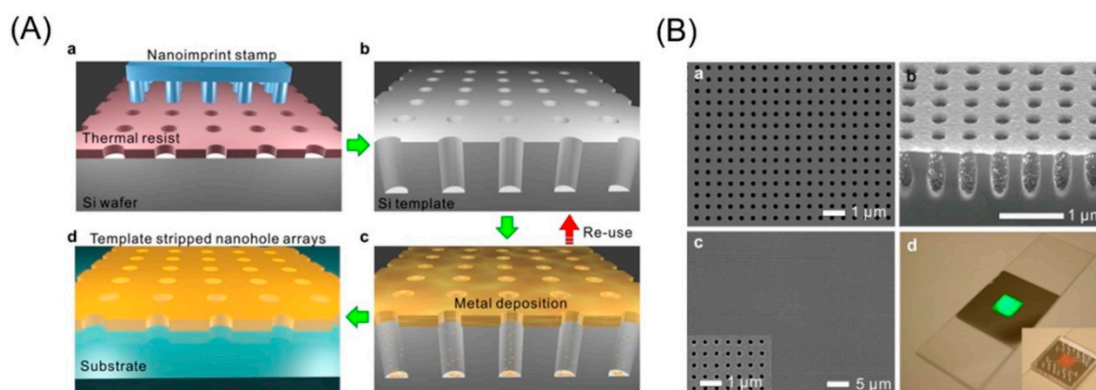 (A)
a
Nanoimprint stamp
Thermal resist
Si wafer
b
Si template
Re-use
d
Template stripped nanohole arrays
Substrate
c
Metal deposition
(B)
a
1 μm
b
1 μm
c
1 μm
5 μm
d